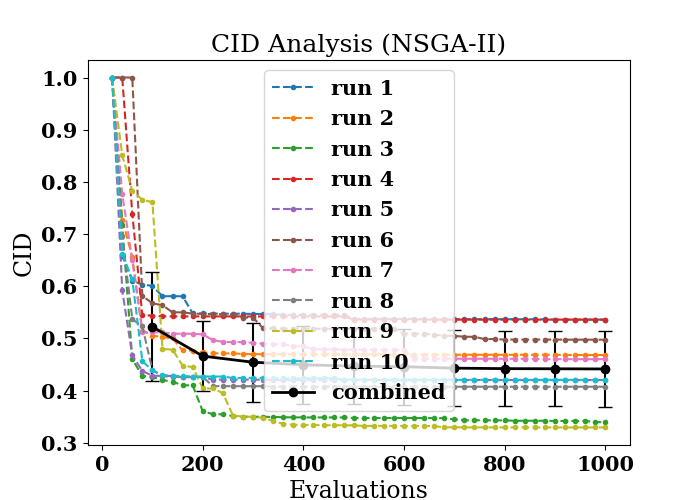 CID Analysis (NSGA-II)
CID
1.0
0.9
0.8
0.7
0.6
0.5
0.4
0.3
run 1
run 2
run 3
run 4
run 5
run 6
run 7
run 8
run 9
run 10
combined
0
200
400
600
800
1000
Evaluations